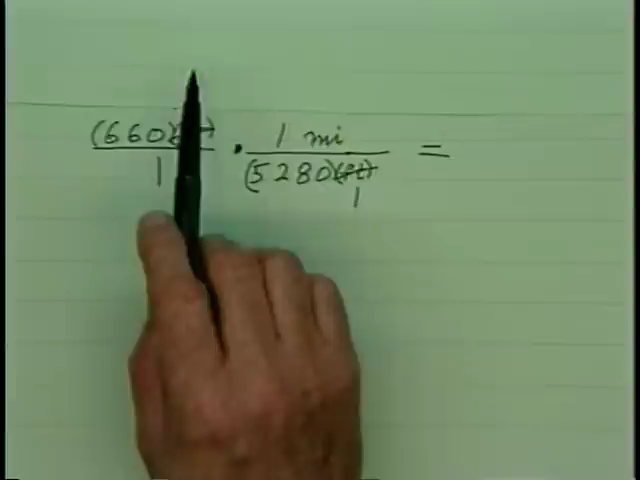 (660)(ft) · 1 mi =
1 (5280)(ft)
1